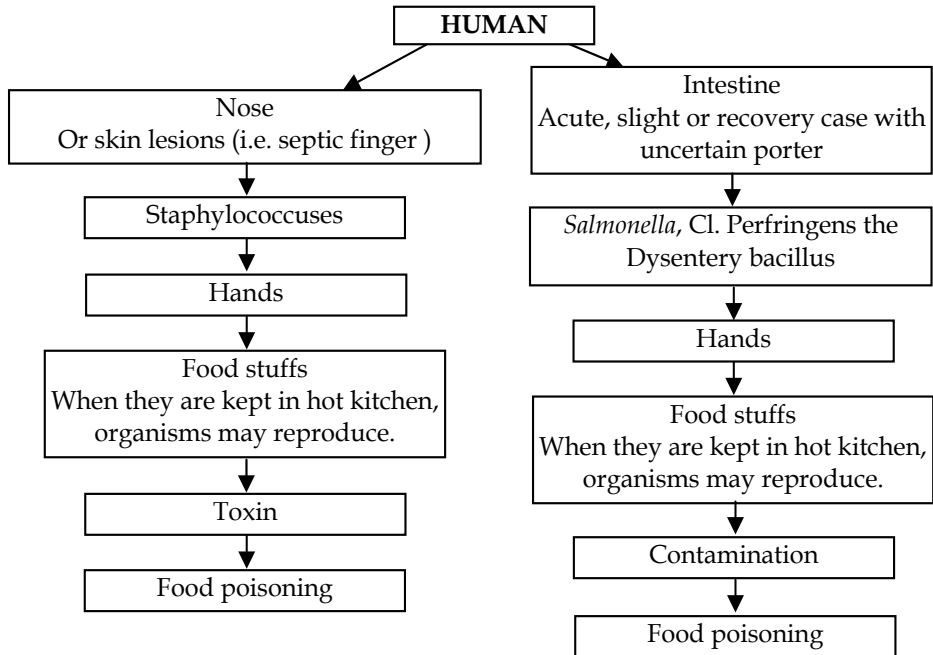 HUMAN
Nose
Or skin lesions (i.e. septic finger )
Staphylococcuses
Hands
Food stuffs
When they are kept in hot kitchen,
organisms may reproduce.
Toxin
Food poisoning
Intestine
Acute, slight or recovery case with
uncertain porter
Salmonella, Cl. Perfringens the
Dysentery bacillus
Hands
Food stuffs
When they are kept in hot kitchen,
organisms may reproduce.
Contamination
Food poisoning